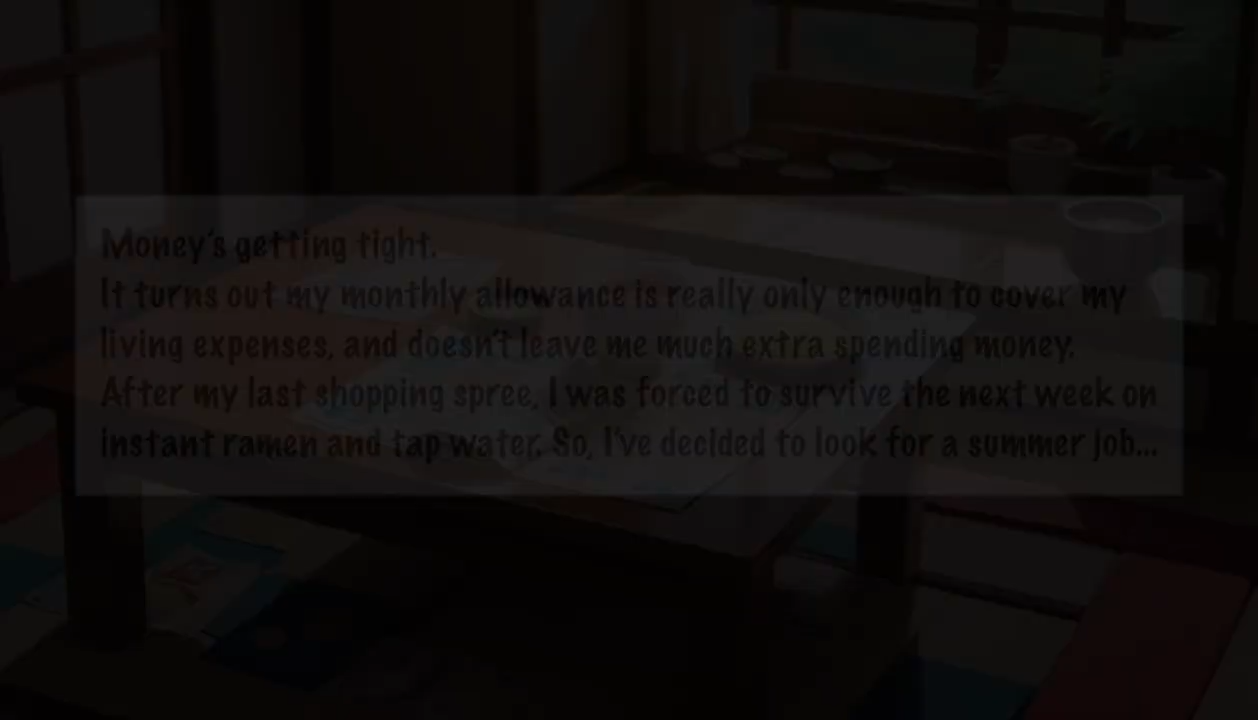 Money's getting tight.
It turns out my monthly allowance is really only enough to cover my
living expenses, and doesn't leave me much extra spending money.
After my last shopping spree, I was forced to survive the next week on
instant ramen and tap water. So, I've decided to look for a summer job...